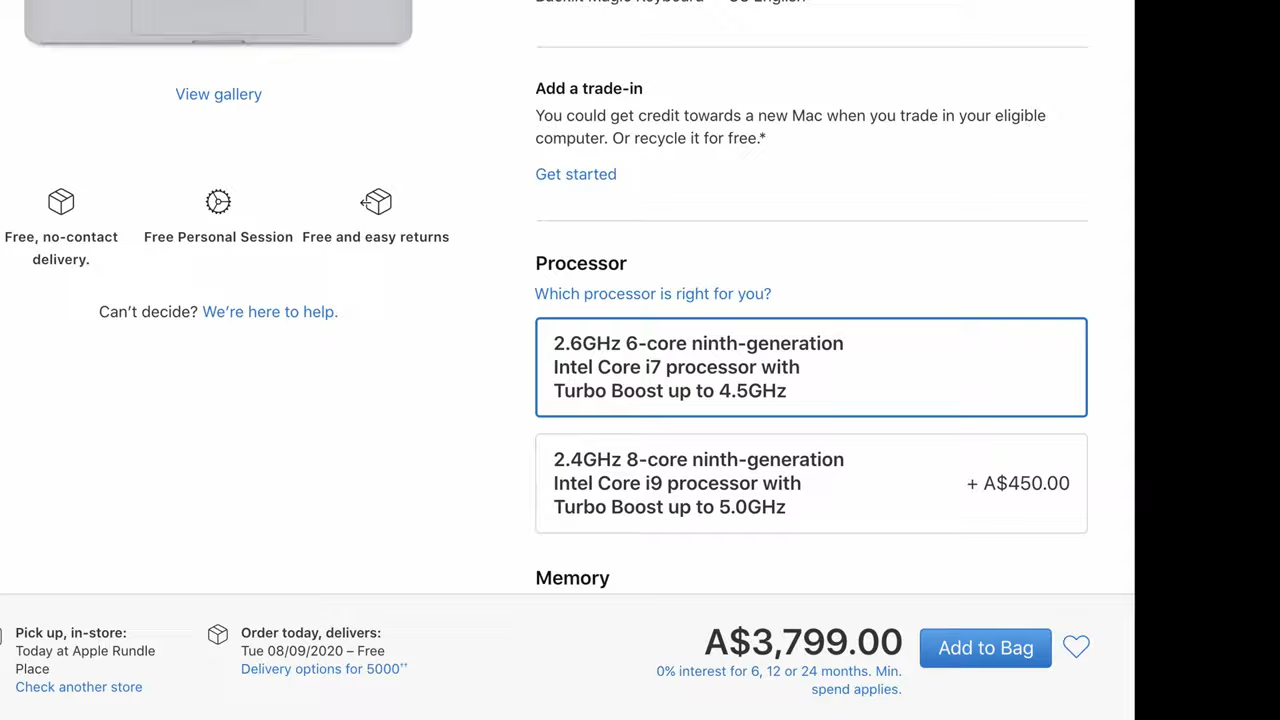 Backlit Magic Keyboard – US English
View gallery
Add a trade-in
You could get credit towards a new Mac when you trade in your eligible
computer. Or recycle it for free.*
Get started
Free, no-contact
delivery.
Free Personal Session
Free and easy returns
Can’t decide? We’re here to help.
Processor
Which processor is right for you?
2.6GHz 6-core ninth-generation
Intel Core i7 processor with
Turbo Boost up to 4.5GHz
2.4GHz 8-core ninth-generation
Intel Core i9 processor with
Turbo Boost up to 5.0GHz
+ A$450.00
Memory
Pick up, in-store:
Today at Apple Rundle
Place
Check another store
Order today, delivers:
Tue 08/09/2020 – Free
Delivery options for 5000††
A$3,799.00
0% interest for 6, 12 or 24 months. Min.
spend applies.
Add to Bag